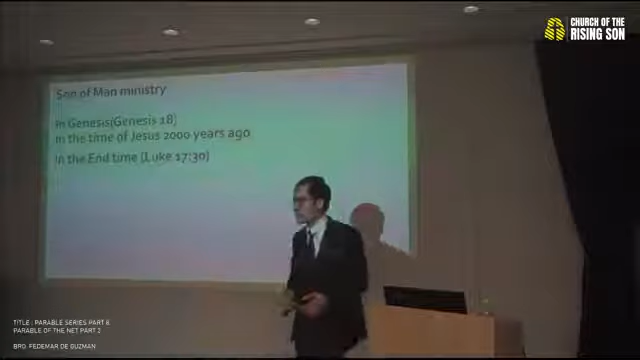 CHURCH OF THE
RISING SON
Son of Man ministry
In Genesis(Genesis 18)
In the time of Jesus 2000 years ago
In the End time (Luke 17:30)
TITLE : PARABLE SERIES PART 6
PARABLE OF THE NET PART 2
BRO. FEDEMAR DE GUZMAN